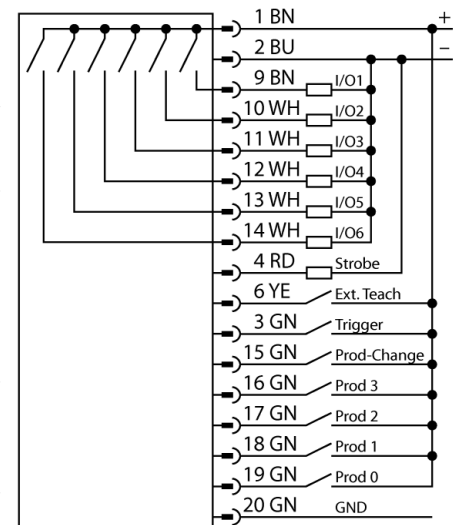 1 BN +
2 BU −
9 BN I/O1
10 WH I/O2
11 WH I/O3
12 WH I/O4
13 WH I/O5
14 WH I/O6
4 RD Strobe
6 YE Ext. Teach
3 GN Trigger
15 GN Prod-Change
16 GN Prod 3
17 GN Prod 2
18 GN Prod 1
19 GN Prod 0
20 GN GND